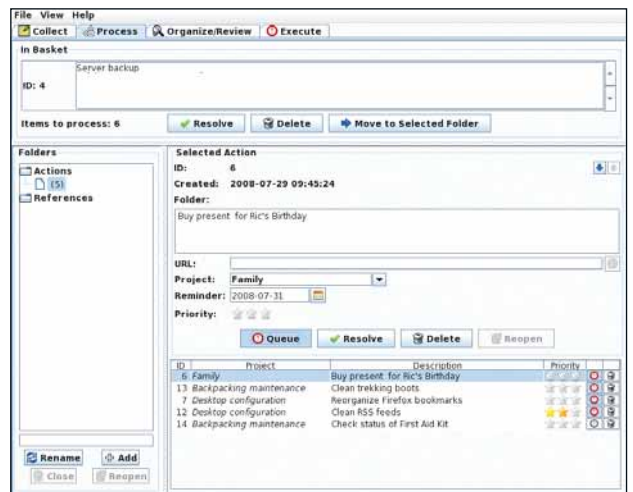 File View Help
Collect Process Organize/Review Execute
In Basket
ID: 4
Server backup
Items to process: 6
Resolve Delete Move to Selected Folder
Folders
Actions
(5)
References
Rename Add
Close Reopen
Selected Action
ID: 6
Created: 2008-07-29 09:45:24
Folder:
Buy present for Ric's Birthday
URL:
Project: Family
Reminder: 2008-07-31
Priority:
Queue Resolve Delete Reopen
ID Project Description Priority
6 Family Buy present for Ric's Birthday
13 Backpacking maintenance Clean trekking boots
7 Desktop configuration Reorganize Firefox bookmarks
12 Desktop configuration Clean RSS feeds
14 Backpacking maintenance Check status of First Aid Kit